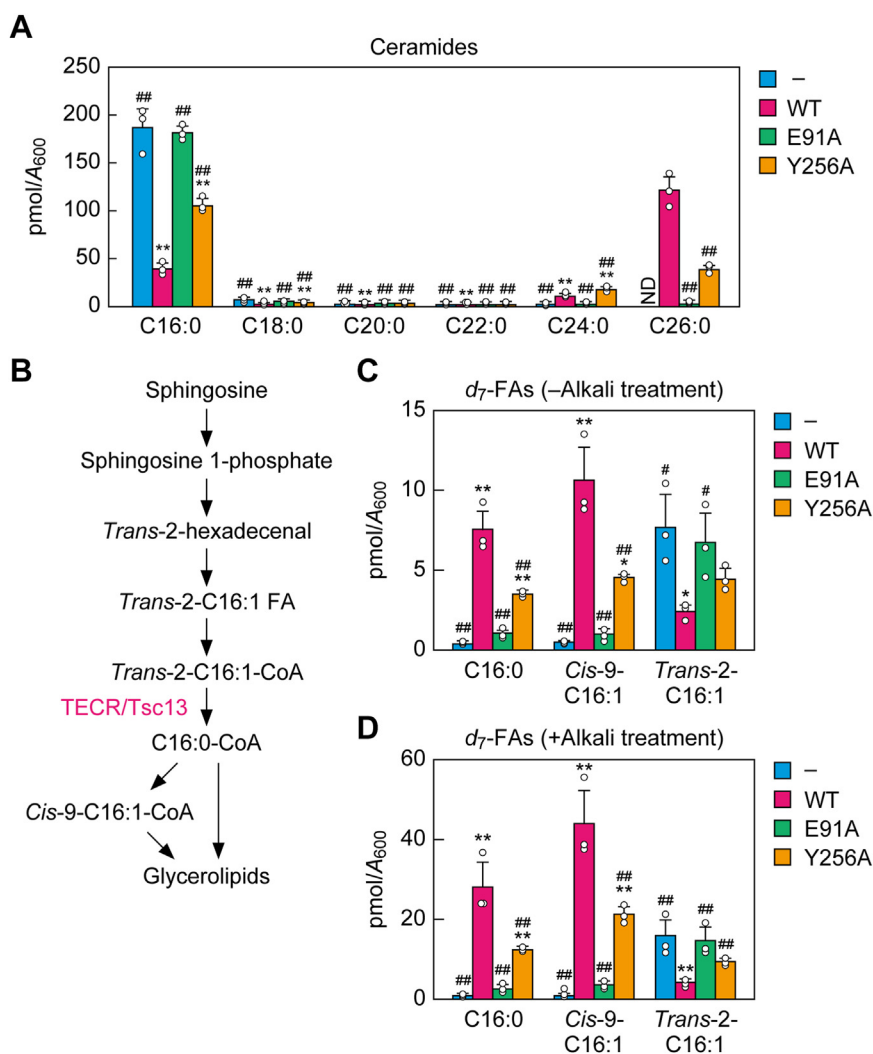 A
Ceramides
250
200
150
100
50
0
pmol/A600
## ** ## ## **
## ** ## ## **
## ** ## ##
## ** ## ##
## ** ## ## **
ND ## ##
C16:0 C18:0 C20:0 C22:0 C24:0 C26:0
–
WT
E91A
Y256A
B
Sphingosine
Sphingosine 1-phosphate
Trans-2-hexadecenal
Trans-2-C16:1 FA
Trans-2-C16:1-CoA
TECR/Tsc13
C16:0-CoA
Cis-9-C16:1-CoA
Glycerolipids
C
d7-FAs (–Alkali treatment)
15
10
5
0
pmol/A600
## ** ## ## **
## ** ## ## *
# * #
C16:0 Cis-9- Trans-2-
C16:1 C16:1
–
WT
E91A
Y256A
D
d7-FAs (+Alkali treatment)
60
40
20
0
pmol/A600
## ** ## ## **
## ** ## ## **
## ** ## ##
C16:0 Cis-9- Trans-2-
C16:1 C16:1
–
WT
E91A
Y256A